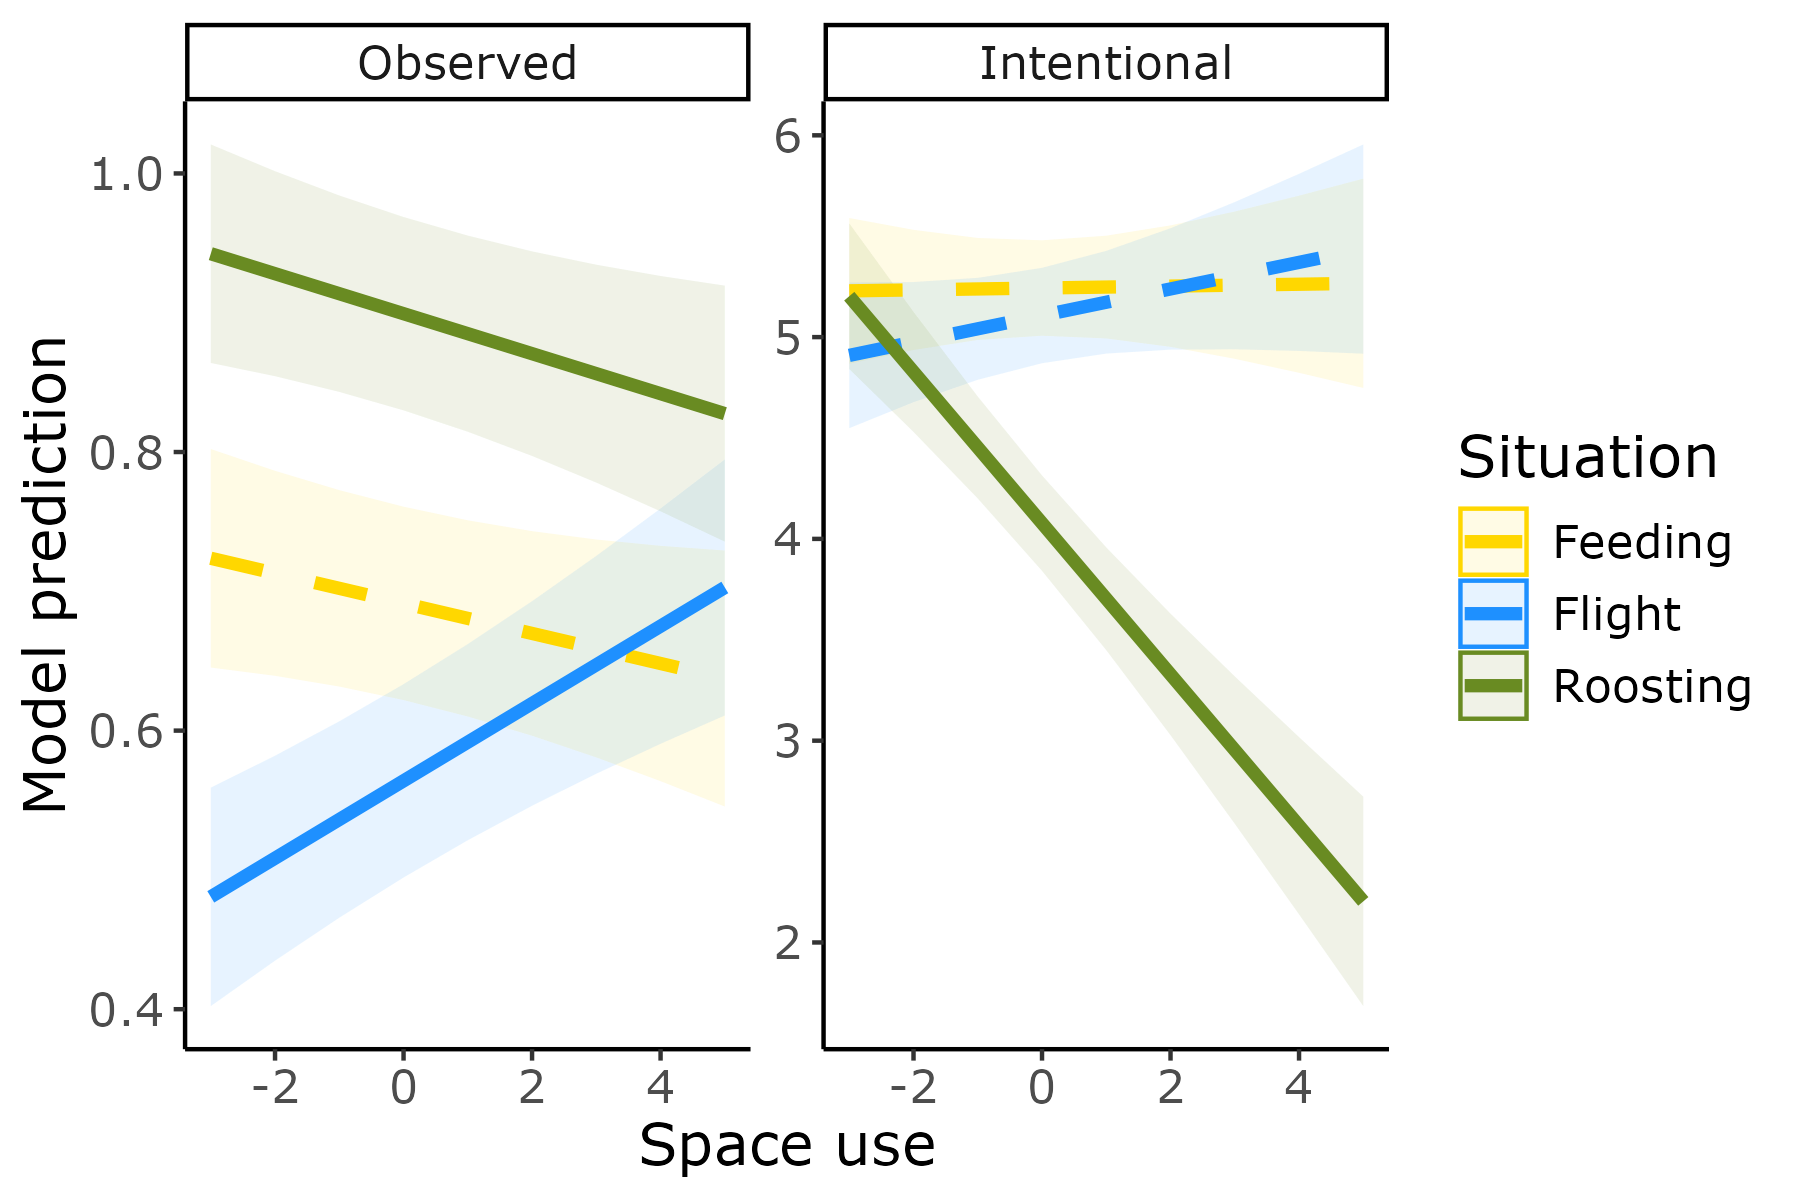 Observed
Intentional
Model prediction
1.0
0.8
0.6
0.4
6
5
4
3
2
-2 0 2 4
-2 0 2 4
Space use
Situation
Feeding
Flight
Roosting